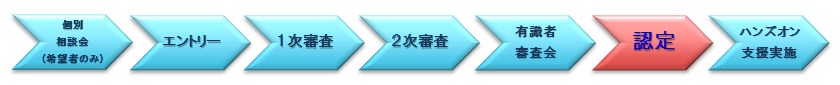 個別
相談会
(希望者のみ)
エントリー
1次審査
2次審査
有識者
審査会
認定
ハンズオン
支援実施